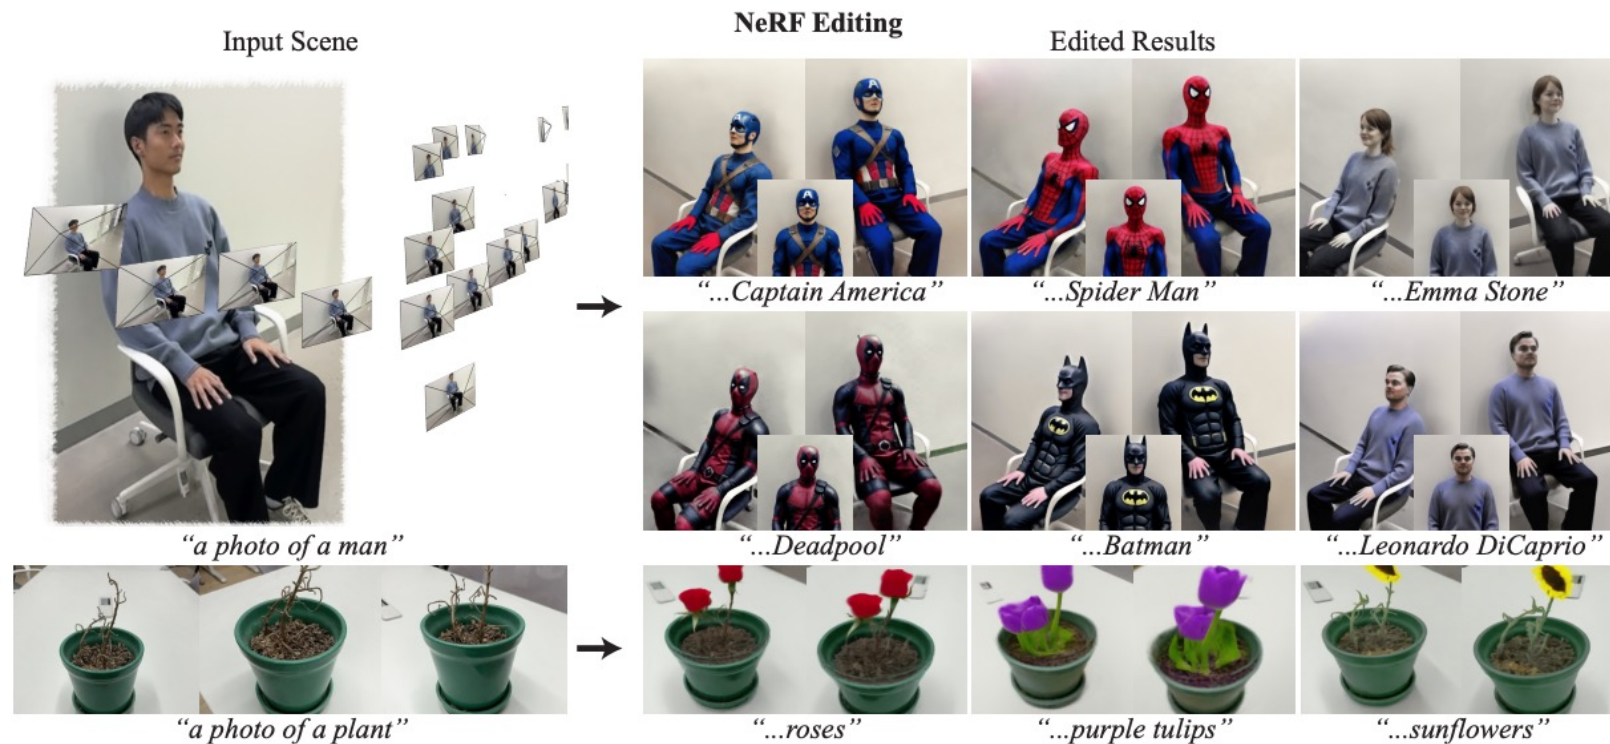 NeRF Editing
Input Scene
Edited Results
“...Captain America”
“...Spider Man”
“...Emma Stone”
“a photo of a man”
“...Deadpool”
“...Batman”
“...Leonardo DiCaprio”
“a photo of a plant”
“...roses”
“...purple tulips”
“...sunflowers”